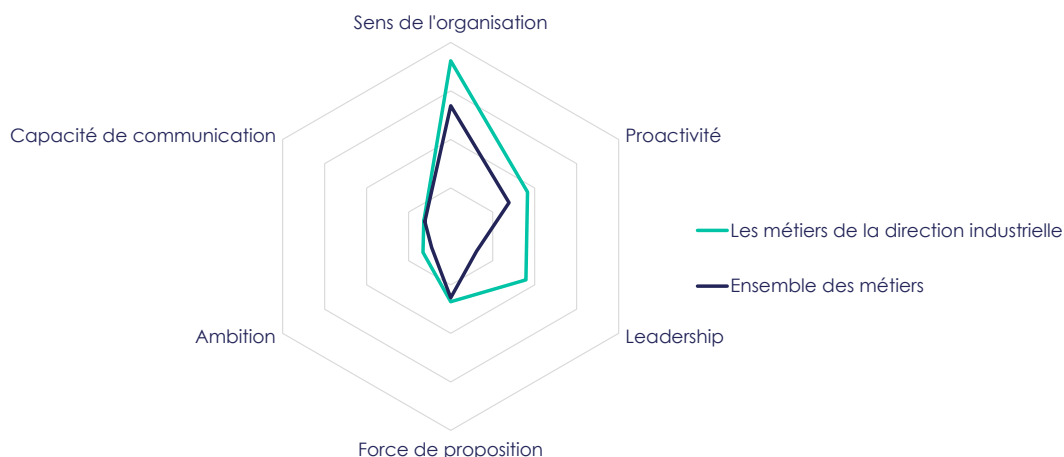 Sens de l'organisation
Capacité de communication
Proactivité
Les métiers de la direction industrielle
Ensemble des métiers
Ambition
Leadership
Force de proposition